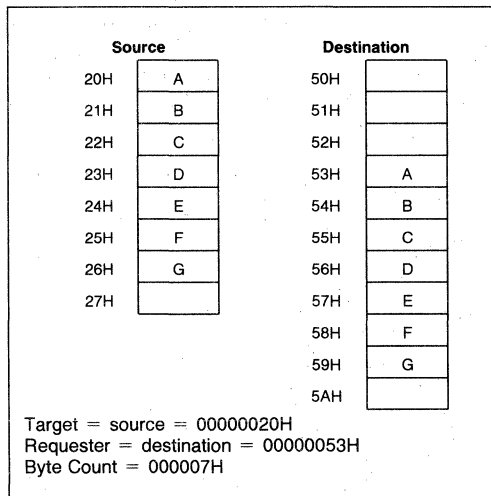 Source Destination
20H A 50H
21H B 51H
22H C 52H
23H D 53H A
24H E 54H B
25H F 55H C
26H G 56H D
27H 57H E
58H F
59H G
5AH
Target = source = 00000020H
Requester = destination = 00000053H
Byte Count = 000007H